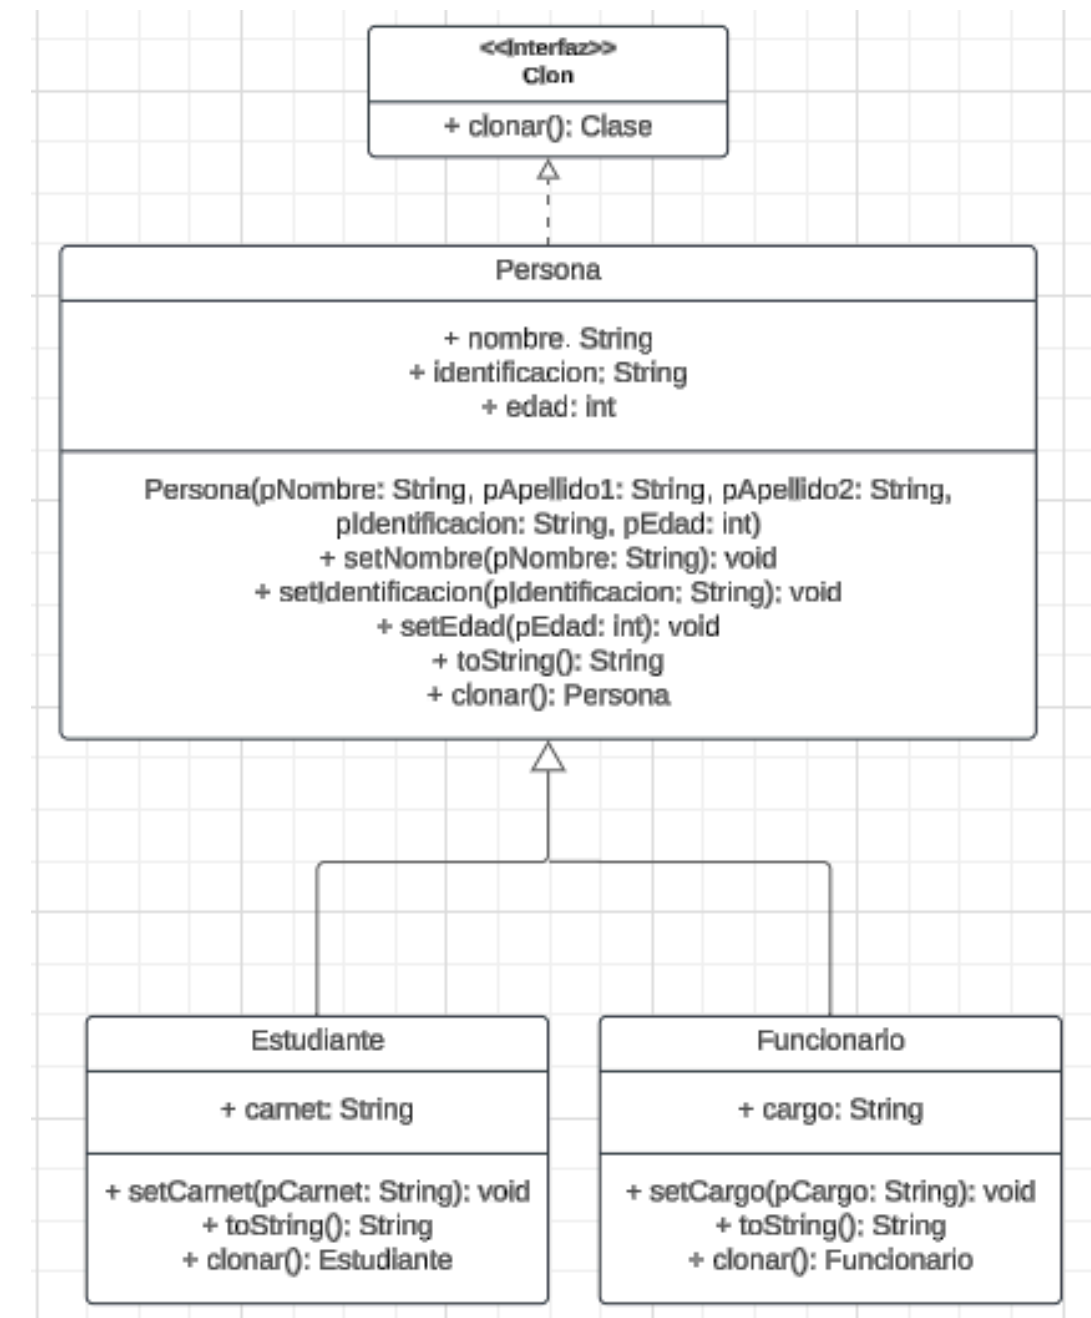 <<Interfaz>>
Clon
+ clonar(): Clase
Persona
+ nombre. String
+ identificacion: String
+ edad: int
Persona(pNombre: String, pApellido1: String, pApellido2: String,
pIdentificacion: String, pEdad: int)
+ setNombre(pNombre: String): void
+ setIdentificacion(pIdentificacion: String): void
+ setEdad(pEdad: int): void
+ toString(): String
+ clonar(): Persona
Estudiante
+ carnet: String
+ setCarnet(pCarnet: String): void
+ toString(): String
+ clonar(): Estudiante
Funcionario
+ cargo: String
+ setCargo(pCargo: String): void
+ toString(): String
+ clonar(): Funcionario